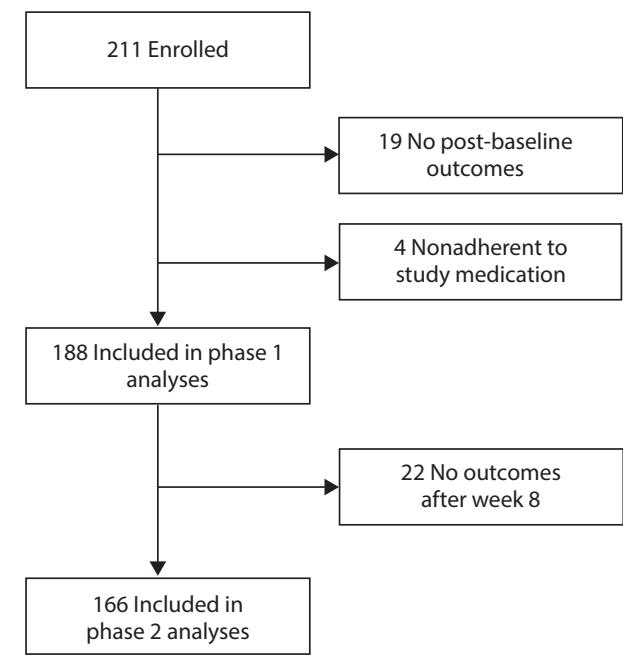 211 Enrolled
19 No post-baseline
outcomes
4 Nonadherent to
study medication
188 Included in phase 1
analyses
22 No outcomes
after week 8
166 Included in
phase 2 analyses